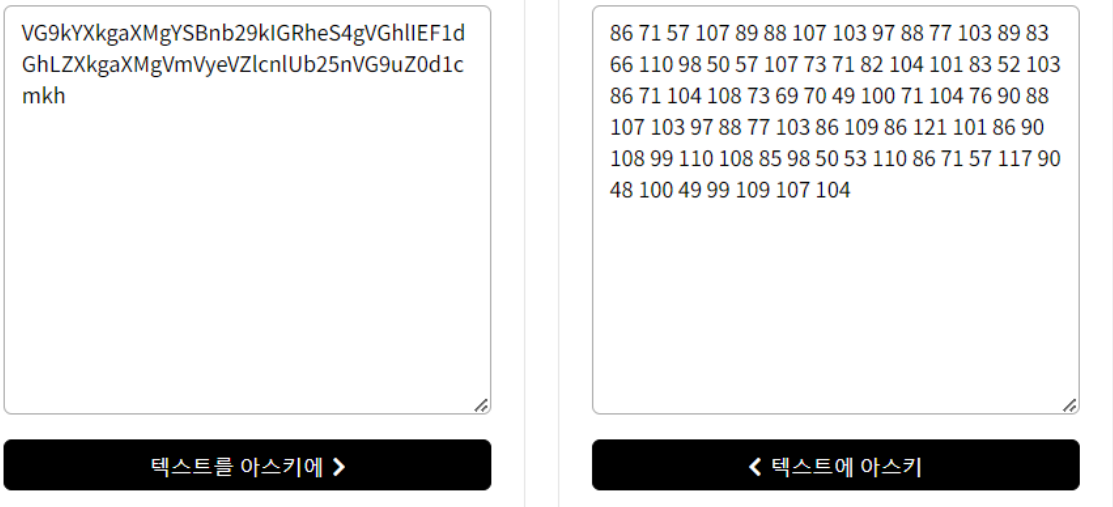 VG9kYXkgaXMgYSBnb29kIGRheS4gVGhlIEF1d
GhLZXkgaXMgVmVyeVZlcnlUb25nVG9uZ0d1c
mkh
86 71 57 107 89 88 107 103 97 88 77 103 89 83
66 110 98 50 57 107 73 71 82 104 101 83 52 103
86 71 104 108 73 69 70 49 100 71 104 76 90 88
107 103 97 88 77 103 86 109 86 121 101 86 90
108 99 110 108 85 98 50 53 110 86 71 57 117 90
48 100 49 99 109 107 104
텍스트를 아스키에
텍스트에 아스키